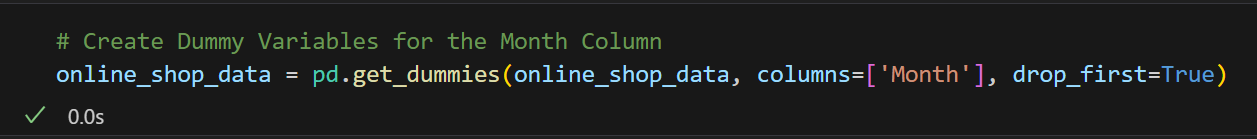 # Create Dummy Variables for the Month Column
online_shop_data = pd.get_dummies(online_shop_data, columns=['Month'], drop_first=True)
0.0s